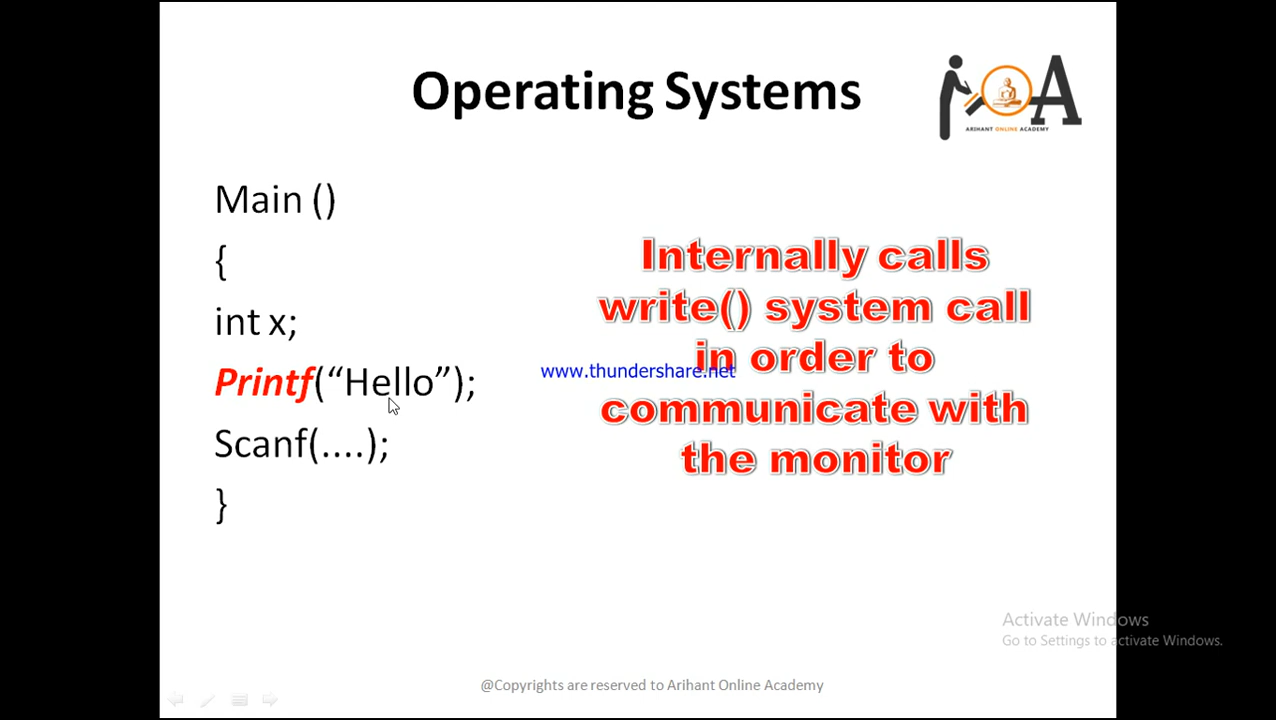 Operating Systems
ARIHANT ONLINE ACADEMY
Main ()
{
int x;
Printf(“Hello”);
Scanf(....);
}
Internally calls
write() system call
in order to
www.thundershare.net
communicate with
the monitor
Activate Windows
Go to Settings to activate Windows.
@Copyrights are reserved to Arihant Online Academy